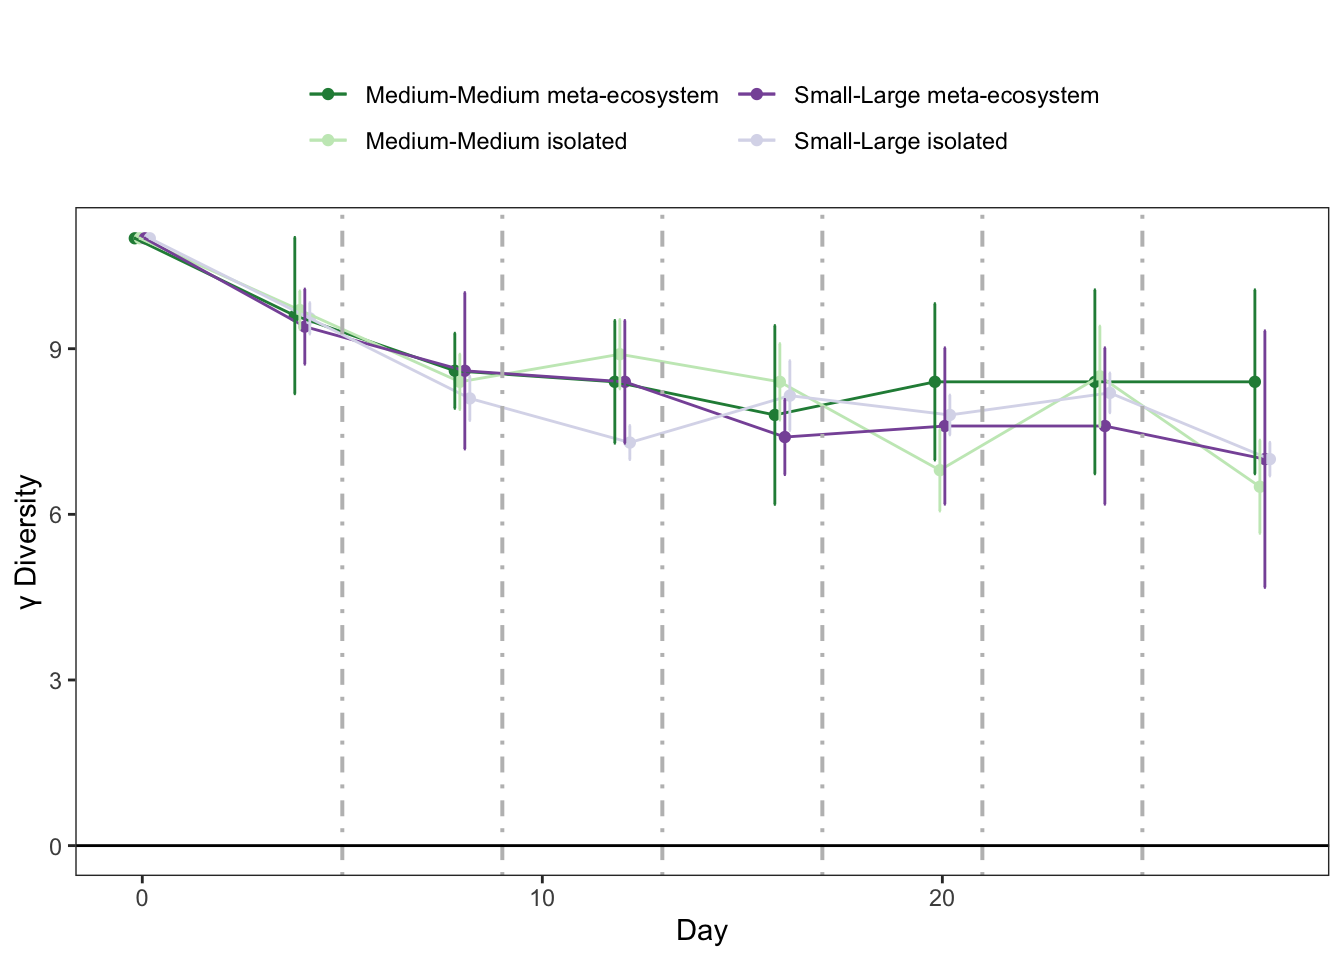 Medium-Medium meta-ecosystem Small-Large meta-ecosystem
Medium-Medium isolated Small-Large isolated
9
6
3
0
γ Diversity
0 10 20
Day